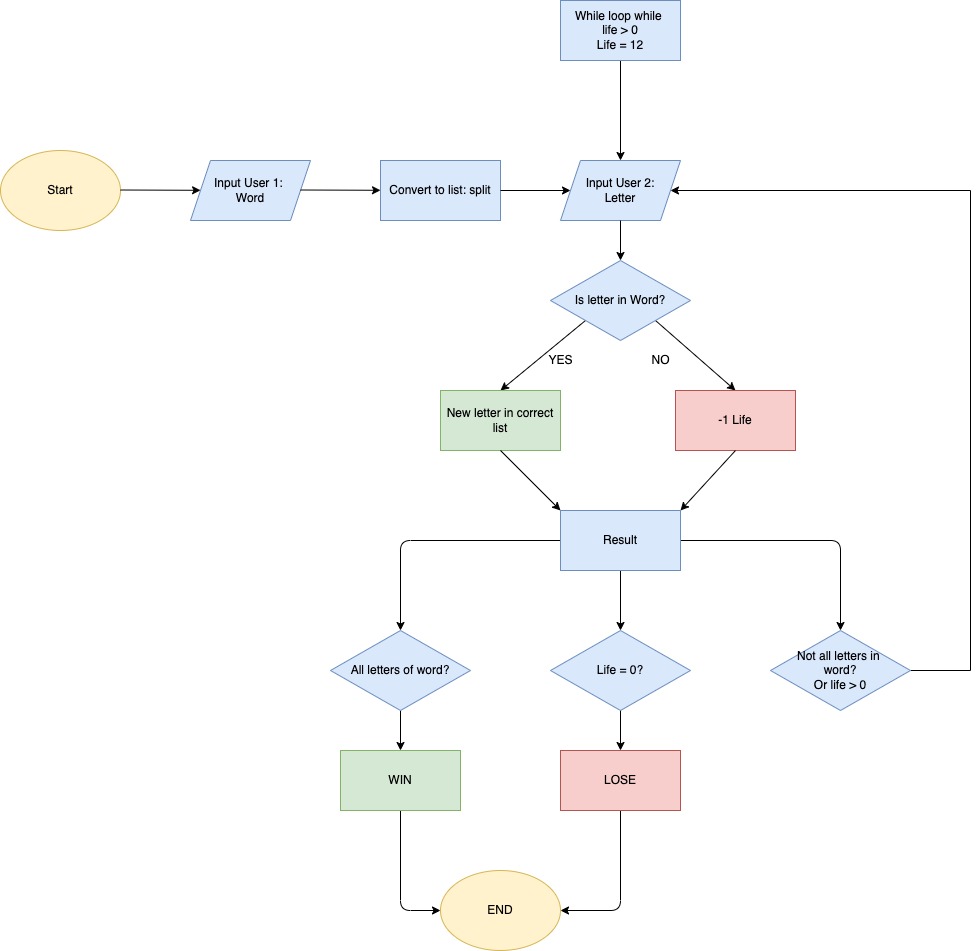 While loop while
life > 0
Life = 12
Start
Input User 1:
Word
Convert to list: split
Input User 2:
Letter
Is letter in Word?
YES
NO
New letter in correct
list
-1 Life
Result
All letters of word?
Life = 0?
Not all letters in
word?
Or life > 0
WIN
LOSE
END